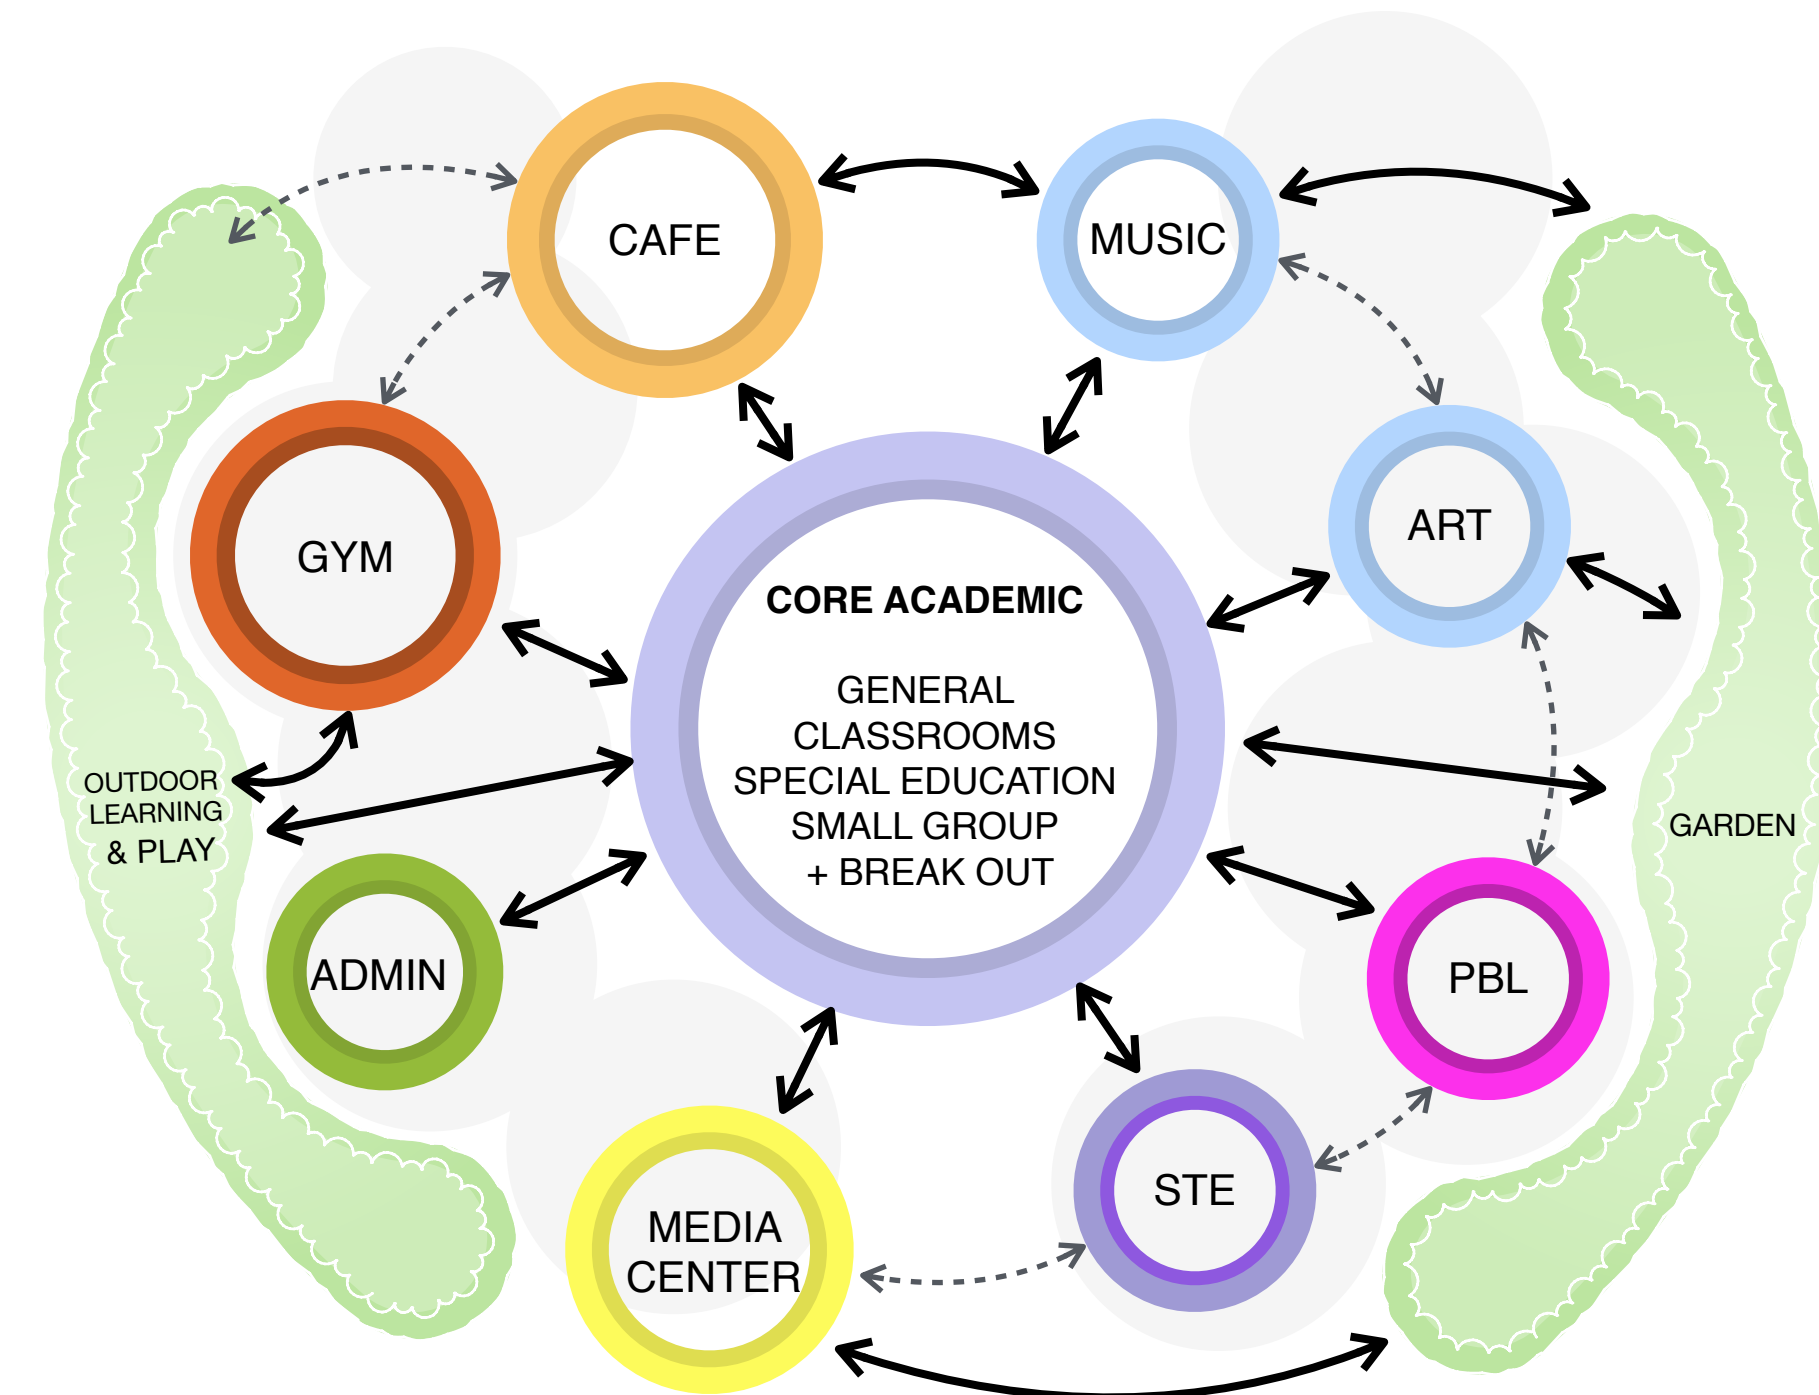 CAFE
MUSIC
GYM
ART
CORE ACADEMIC
GENERAL
CLASSROOMS
SPECIAL EDUCATION
SMALL GROUP
+ BREAK OUT
OUTDOOR
LEARNING
& PLAY
GARDEN
ADMIN
PBL
MEDIA
CENTER
STE